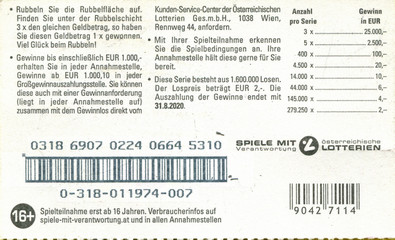 • Rubbeln Sie die Rubbelfläche auf.
Finden Sie unter der Rubbelschicht
3 x den gleichen Geldbetrag, so haben
Sie diesen Geldbetrag 1 x gewonnen.
Viel Glück beim Rubbeln!
• Gewinne bis einschließlich EUR 1.000,-
erhalten Sie in jeder Annahmestelle,
Gewinne ab EUR 1.000,10 in jeder
Großgewinnauszahlungsstelle. Sie können
diese auch mit einer Gewinnanforderung
(liegt in jeder Annahmestelle auf)
zusammen mit dem Gewinnlos direkt vom
Kunden-Service-Center der Österreichischen
Lotterien Ges.m.b.H., 1038 Wien,
Rennweg 44, anfordern.
• Mit Ihrer Spielteilnahme erkennen
Sie die Spielbedingungen an. Ihre
Annahmestelle hält diese gerne für Sie
bereit.
• Diese Serie besteht aus 1.600.000 Losen.
Der Lospreis beträgt EUR 2,-. Die
Auszahlung der Gewinne endet mit
31.8.2020.
Anzahl Gewinn
pro Serie in EUR
3 x 25.000,-
5 x 2.500,-
400 x 100,-
4.500 x 20,-
14.000 x 10,-
44.000 x 6,-
145.000 x 4,-
279.250 x 2,-
0318 6907 0224 0664 5310
0-318-011974-007
SPIELE MIT
Verantwortung
österreichische
LOTTERIEN
9042 7114
16+
Spielteilnahme erst ab 16 Jahren. Verbraucherinfos auf
spiele-mit-verantwortung.at und in allen Annahmestellen